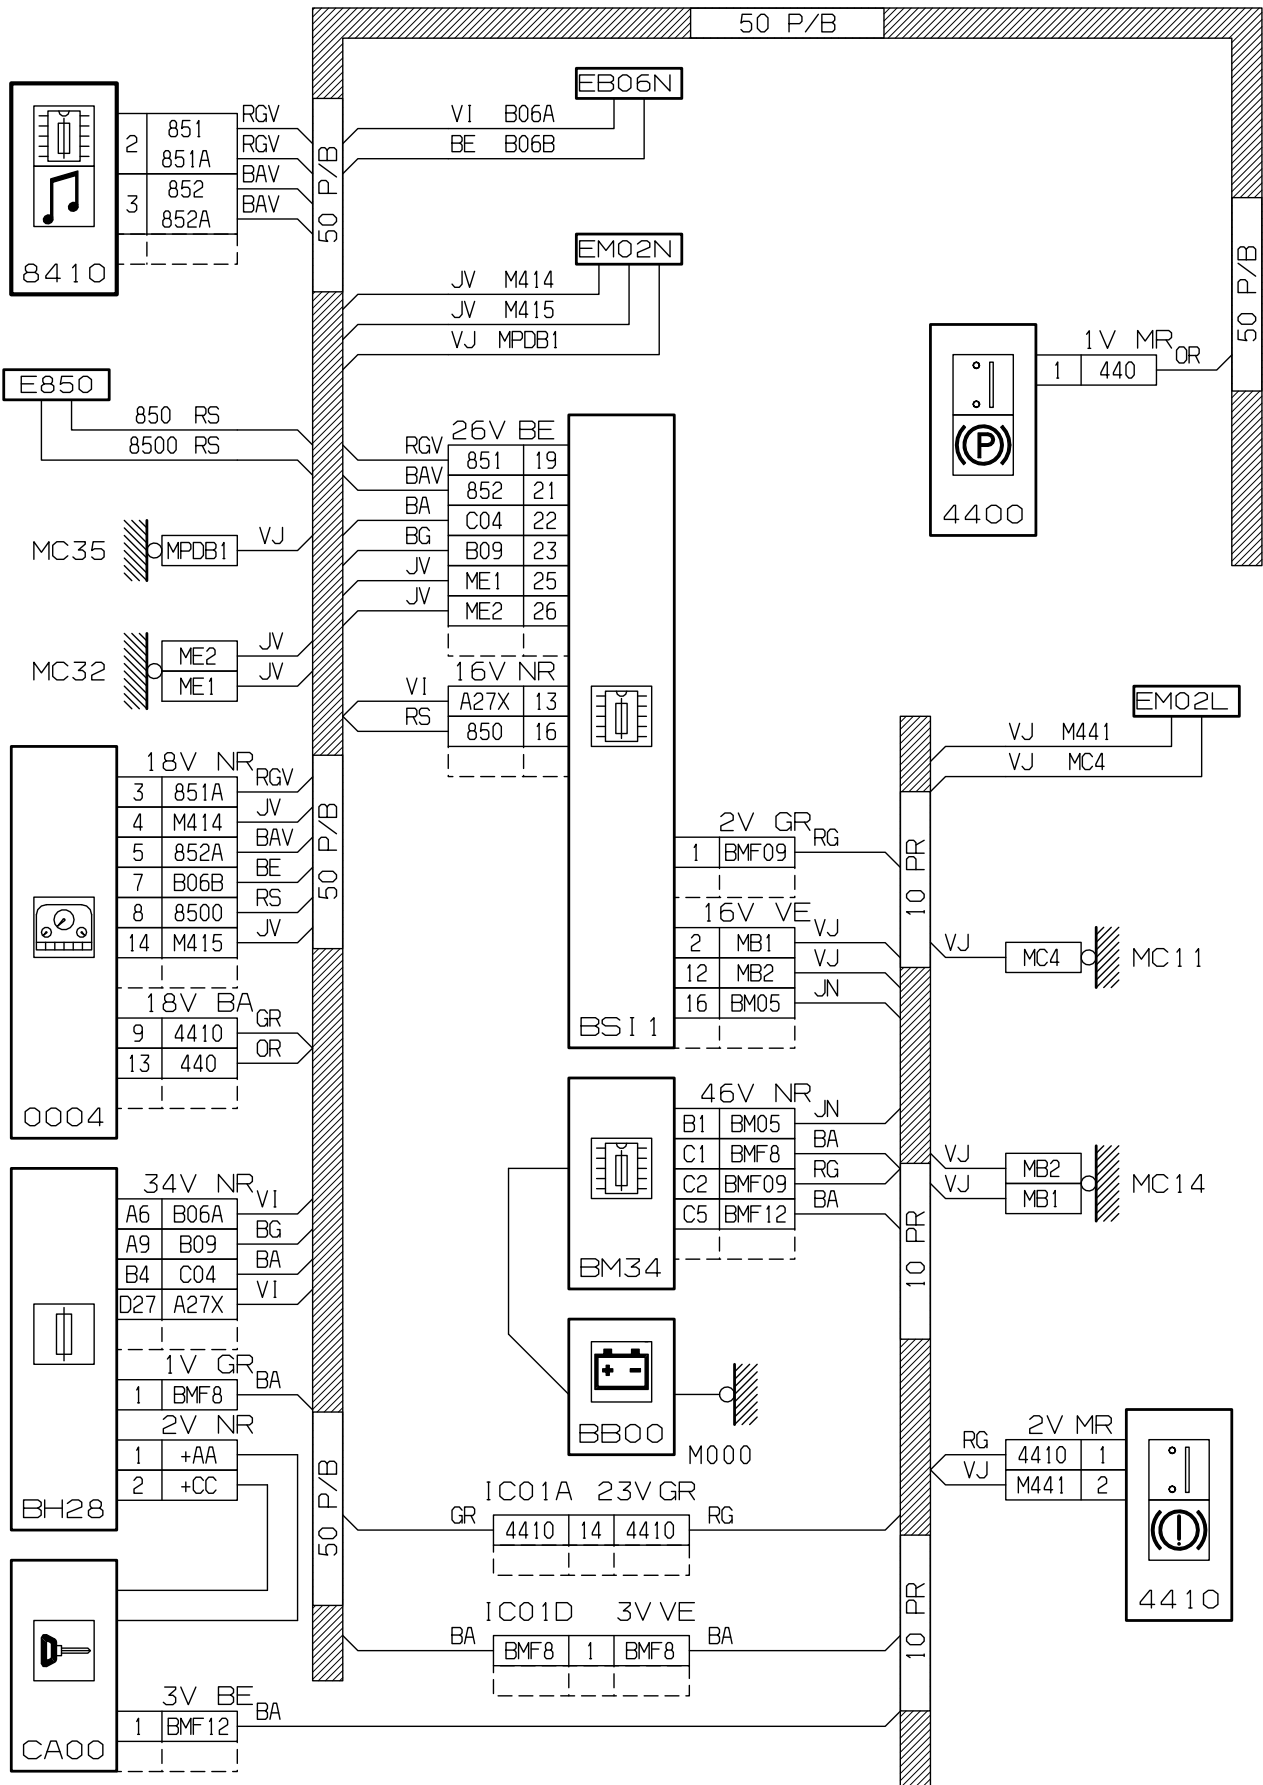 50 P/B
EB06N
VI B06A
BE B06B
RGV
2 851
RGV
851A
BAV
3 852
BAV
852A
8410
50 P/B
EM02N
JV M414
JV M415
VJ MPDB1
50 P/B
1V MR
OR
1 440
4400
E850
850 RS
8500 RS
26V BE
RGV 851 19
BAV 852 21
BA C04 22
BG B09 23
JV ME1 25
JV ME2 26
MC35 MPDB1 VJ
MC32 ME2 JV
ME1 JV
16V NR
VI A27X 13
RS 850 16
EM02L
VJ M441
VJ MC4
18V NR
3 851A RGV
4 M414 JV
5 852A BAV
7 B06B BE
8 8500 RS
14 M415 JV
50 P/B
2V GR
1 BMF09 RG
10 PR
16V VE
2 MB1 VJ
12 MB2 VJ
16 BM05 JN
BSI1
VJ MC4 MC11
18V BA
9 4410 GR
13 440 OR
0004
46V NR
B1 BM05 JN
C1 BMF8 BA
C2 BMF09 RG
C5 BMF12 BA
BM34
VJ MB2
VJ MB1
MC14
10 PR
34V NR
A6 B06A VI
A9 B09 BG
B4 C04 BA
D27 A27X VI
1V GR
1 BMF8 BA
2V NR
1 +AA
2 +CC
BH28
+ -
BB00
M000
50 P/B
IC01A 23V GR
GR 4410 14 4410 RG
2V MR
RG 4410 1
VJ M441 2
4410
IC01D 3V VE
BA BMF8 1 BMF8 BA
10 PR
3V BE
1 BMF12 BA
CA00